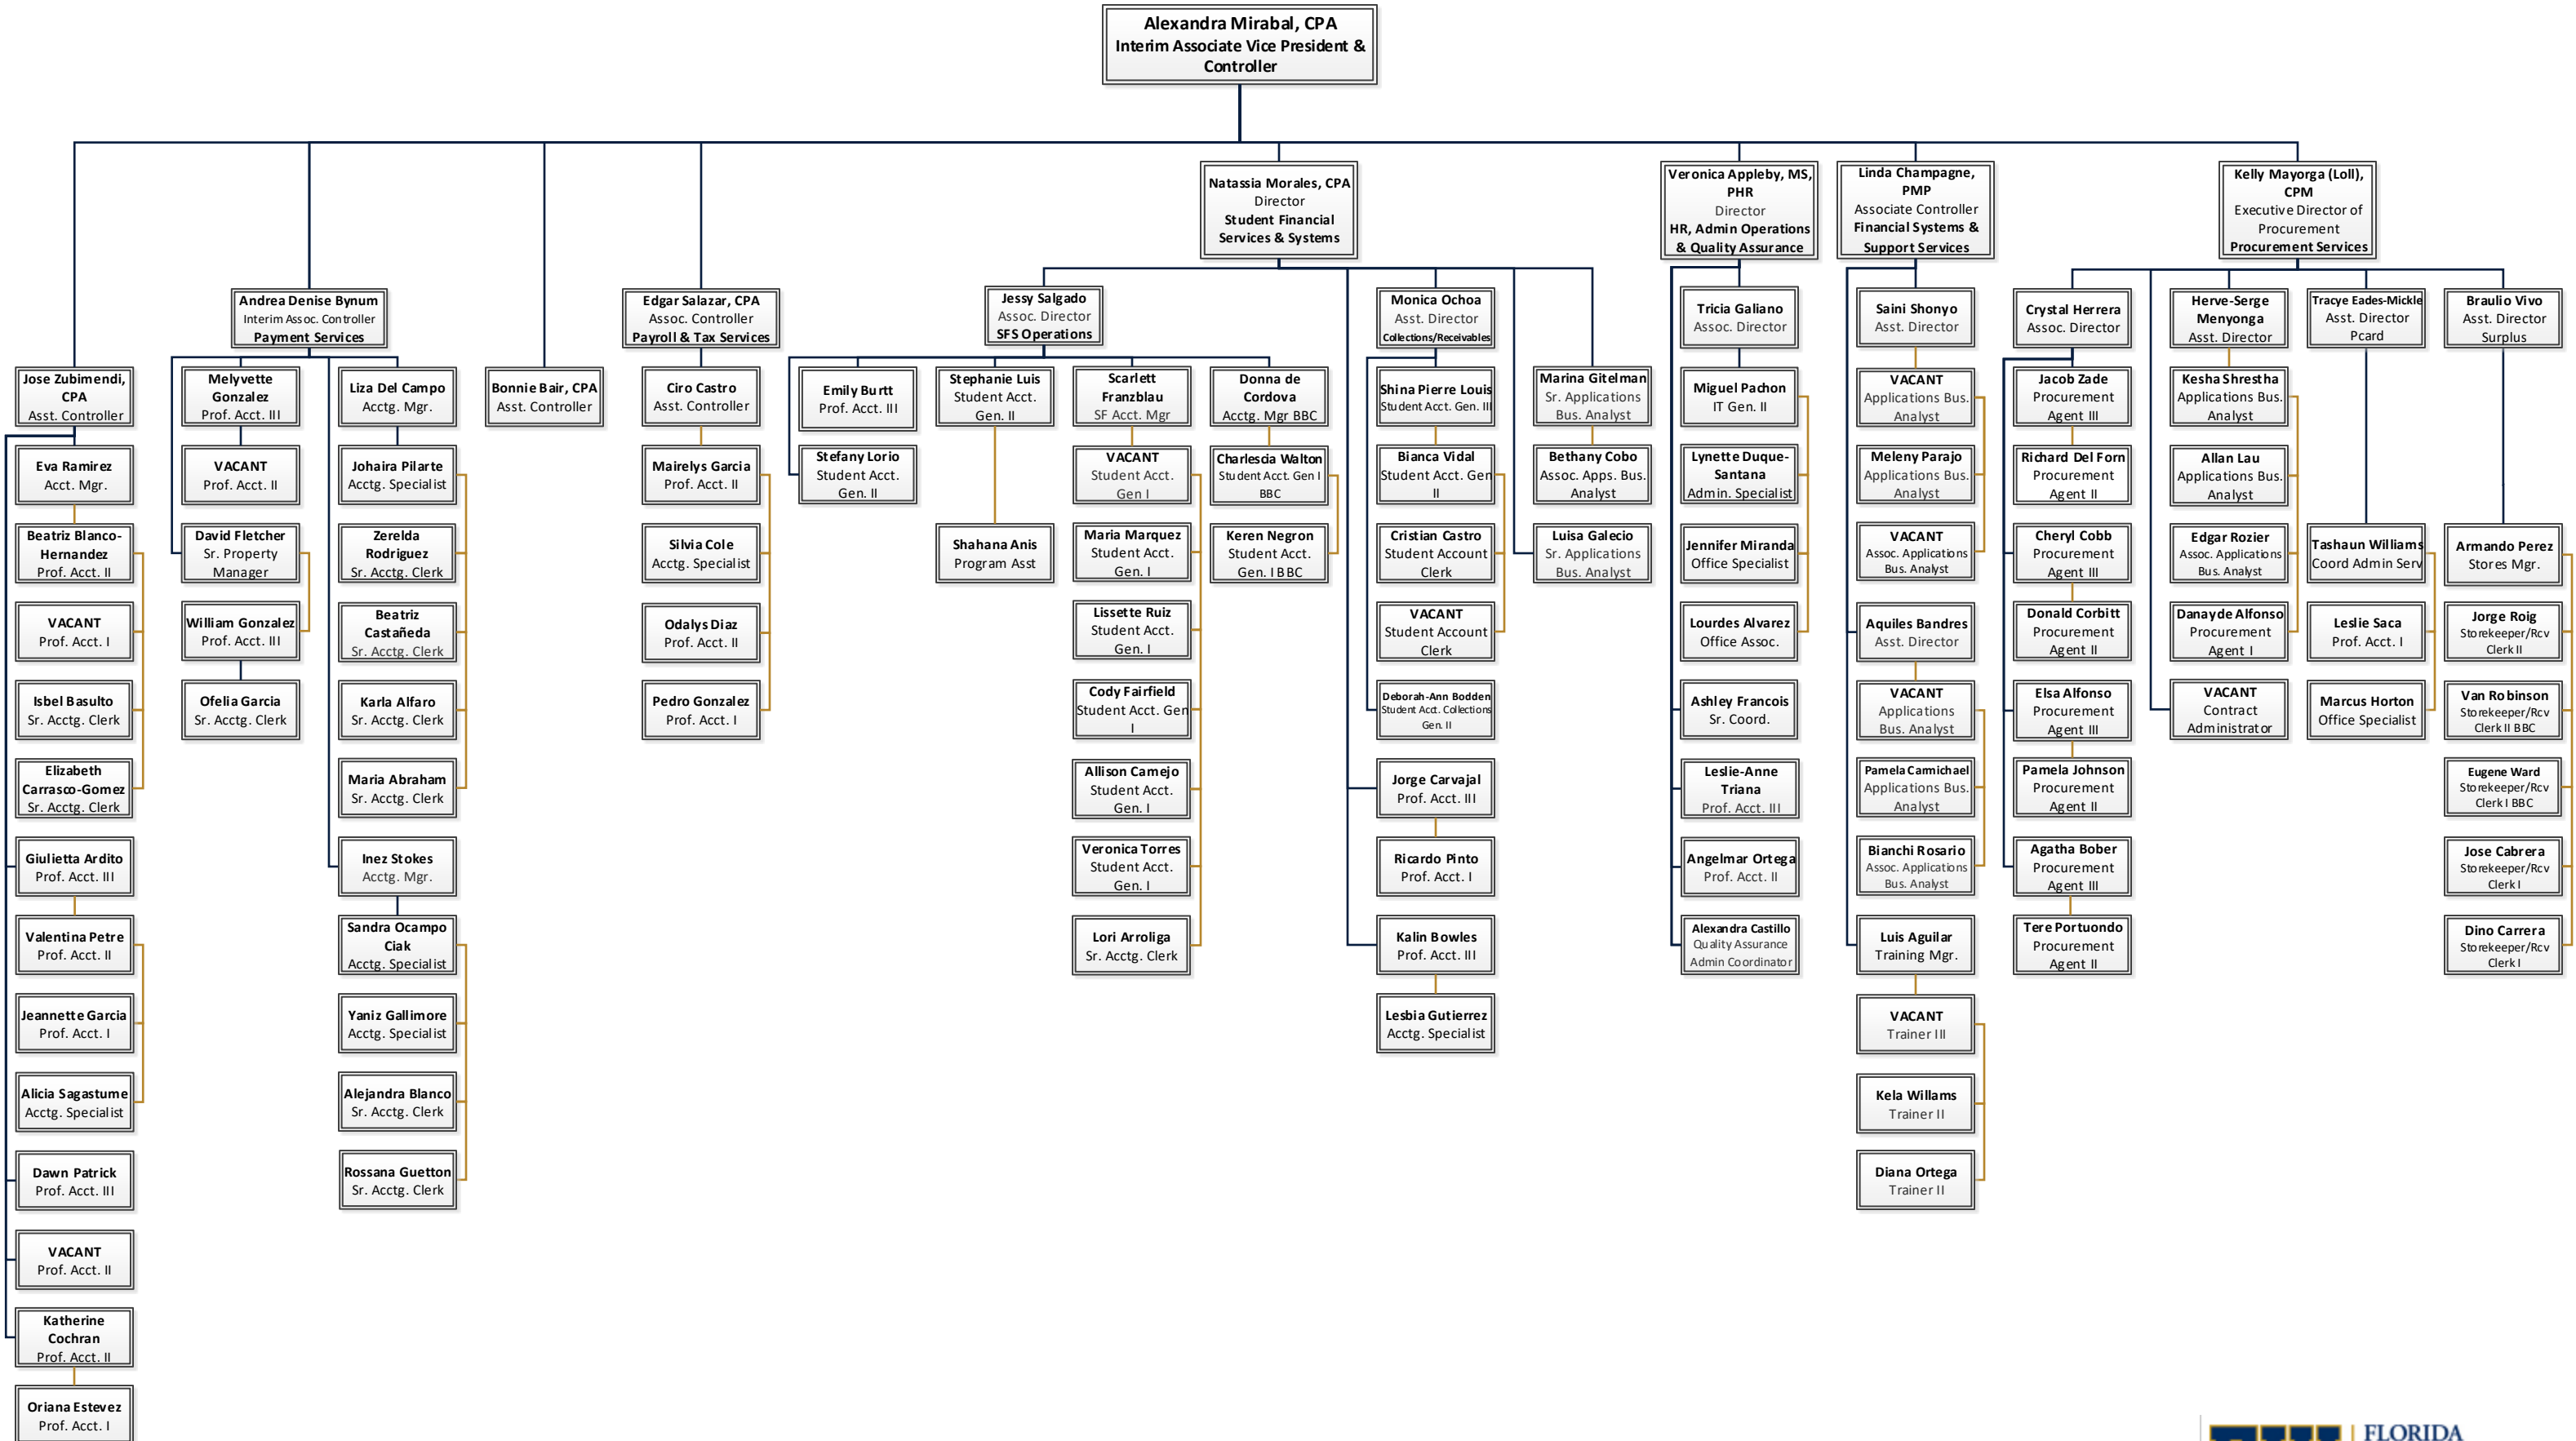 Alexandra Mirabal, CPA
Interim Associate Vice President &
Controller
Natassia Morales, CPA
Director
Student Financial
Services & Systems
Veronica Appleby, MS,
PHR
Director
HR, Admin Operations
& Quality Assurance
Linda Champagne,
PMP
Associate Controller
Financial Systems &
Support Services
Kelly Mayorga (Loll),
CPM
Executive Director of
Procurement
Procurement Services
Andrea Denise Bynum
Interim Assoc. Controller
Payment Services
Edgar Salazar, CPA
Assoc. Controller
Payroll & Tax Services
Jessy Salgado
Assoc. Director
SFS Operations
Monica Ochoa
Asst. Director
Collections/Receivables
Tricia Galiano
Assoc. Director
Saini Shonyo
Asst. Director
Crystal Herrera
Assoc. Director
Herve-Serge
Menyonga
Asst. Director
Tracye Eades-Mickle
Asst. Director
Pcard
Braulio Vivo
Asst. Director
Surplus
Jose Zubimendi,
CPA
Asst. Controller
Melyvette
Gonzalez
Prof. Acct. III
Liza Del Campo
Acctg. Mgr.
Bonnie Bair, CPA
Asst. Controller
Ciro Castro
Asst. Controller
Emily Burtt
Prof. Acct. III
Stephanie Luis
Student Acct.
Gen. II
Scarlett
Franzblau
SF Acct. Mgr
Donna de
Cordova
Acctg. Mgr BBC
Shina Pierre Louis
Student Acct. Gen. III
Marina Gitelman
Sr. Applications
Bus. Analyst
Miguel Pachon
IT Gen. II
VACANT
Applications Bus.
Analyst
Jacob Zade
Procurement
Agent III
Kesha Shrestha
Applications Bus.
Analyst
Eva Ramirez
Acct. Mgr.
VACANT
Prof. Acct. II
Johaira Pilarte
Acctg. Specialist
Mairelys Garcia
Prof. Acct. II
Stefany Lorio
Student Acct.
Gen. II
VACANT
Student Acct.
Gen I
Charlescia Walton
Student Acct. Gen I
BBC
Bianca Vidal
Student Acct. Gen
II
Bethany Cobo
Assoc. Apps. Bus.
Analyst
Lynette Duque-
Santana
Admin. Specialist
Meleny Parajo
Applications Bus.
Analyst
Richard Del Forn
Procurement
Agent II
Allan Lau
Applications Bus.
Analyst
Beatriz Blanco-
Hernandez
Prof. Acct. II
David Fletcher
Sr. Property
Manager
Zerelda
Rodriguez
Sr. Acctg. Clerk
Silvia Cole
Acctg. Specialist
Shahana Anis
Program Asst
Maria Marquez
Student Acct.
Gen. I
Keren Negron
Student Acct.
Gen. I BBC
Cristian Castro
Student Account
Clerk
Luisa Galecio
Sr. Applications
Bus. Analyst
Jennifer Miranda
Office Specialist
VACANT
Assoc. Applications
Bus. Analyst
Cheryl Cobb
Procurement
Agent III
Edgar Rozier
Assoc. Applications
Bus. Analyst
Tashaun Williams
Coord Admin Serv
Armando Perez
Stores Mgr.
VACANT
Prof. Acct. I
William Gonzalez
Prof. Acct. III
Beatriz
Castañeda
Sr. Acctg. Clerk
Odalys Diaz
Prof. Acct. II
Lissette Ruiz
Student Acct.
Gen. I
VACANT
Student Account
Clerk
Lourdes Alvarez
Office Assoc.
Aquiles Bandres
Asst. Director
Donald Corbitt
Procurement
Agent II
Danayde Alfonso
Procurement
Agent I
Leslie Saca
Prof. Acct. I
Jorge Roig
Storekeeper/Rcv
Clerk II
Isbel Basulto
Sr. Acctg. Clerk
Ofelia Garcia
Sr. Acctg. Clerk
Karla Alfaro
Sr. Acctg. Clerk
Pedro Gonzalez
Prof. Acct. I
Cody Fairfield
Student Acct. Gen
I
Deborah-Ann Bodden
Student Acct. Collections
Gen. II
Ashley Francois
Sr. Coord.
VACANT
Applications
Bus. Analyst
Elsa Alfonso
Procurement
Agent III
VACANT
Contract
Administrator
Marcus Horton
Office Specialist
Van Robinson
Storekeeper/Rcv
Clerk II BBC
Elizabeth
Carrasco-Gomez
Sr. Acctg. Clerk
Maria Abraham
Sr. Acctg. Clerk
Allison Camejo
Student Acct.
Gen. I
Jorge Carvajal
Prof. Acct. III
Leslie-Anne
Triana
Prof. Acct. III
Pamela Carmichael
Applications Bus.
Analyst
Pamela Johnson
Procurement
Agent II
Eugene Ward
Storekeeper/Rcv
Clerk I BBC
Giulietta Ardito
Prof. Acct. III
Inez Stokes
Acctg. Mgr.
Veronica Torres
Student Acct.
Gen. I
Ricardo Pinto
Prof. Acct. I
Angelmar Ortega
Prof. Acct. II
Bianchi Rosario
Assoc. Applications
Bus. Analyst
Agatha Bober
Procurement
Agent III
Jose Cabrera
Storekeeper/Rcv
Clerk I
Valentina Petre
Prof. Acct. II
Sandra Ocampo
Ciak
Acctg. Specialist
Lori Arroliga
Sr. Acctg. Clerk
Kalin Bowles
Prof. Acct. III
Alexandra Castillo
Quality Assurance
Admin Coordinator
Luis Aguilar
Training Mgr.
Tere Portuondo
Procurement
Agent II
Dino Carrera
Storekeeper/Rcv
Clerk I
Jeannette Garcia
Prof. Acct. I
Yaniz Gallimore
Acctg. Specialist
Lesbia Gutierrez
Acctg. Specialist
VACANT
Trainer III
Alicia Sagastume
Acctg. Specialist
Alejandra Blanco
Sr. Acctg. Clerk
Kela Willams
Trainer II
Dawn Patrick
Prof. Acct. III
Rossana Guetton
Sr. Acctg. Clerk
Diana Ortega
Trainer II
VACANT
Prof. Acct. II
Katherine
Cochran
Prof. Acct. II
Oriana Estevez
Prof. Acct. I
FLORIDA